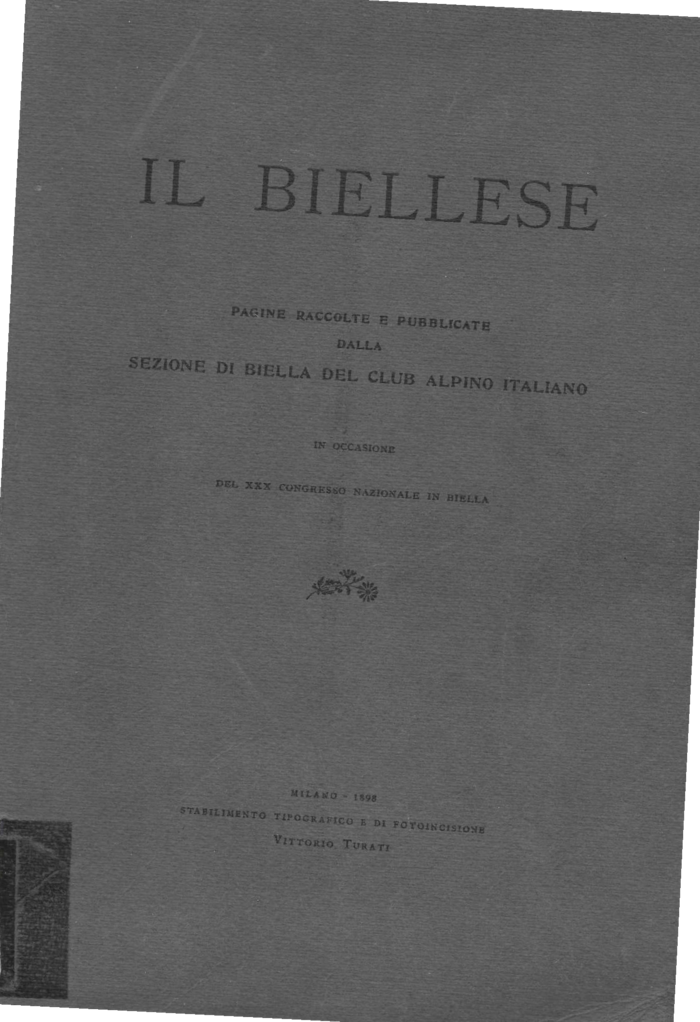 IL BIELLESE
PAGINE RACCOLTE E PUBBLICATE
DALLA
SEZIONE DI BIELLA DEL CLUB ALPINO ITALIANO
IN OCCASIONE
DEL XXX CONGRESSO NAZIONALE IN BIELLA
MILANO - 1898
STABILIMENTO TIPOGRAFICO E DI FOTOINCISIONE
VITTORIO TURATI